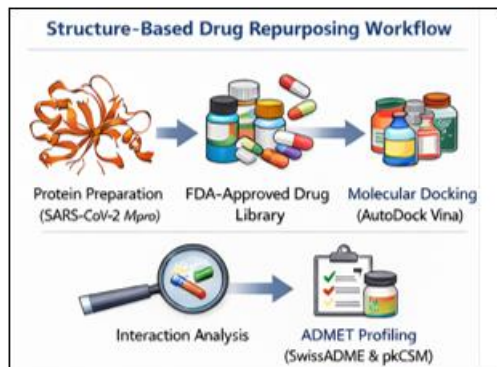 Structure-Based Drug Repurposing Workflow
Protein Preparation
(SARS-CoV-2 Mpro)
FDA-Approved Drug
Library
Molecular Docking
(AutoDock Vina)
Interaction Analysis
ADMET Profiling
(SwissADME & pkCSM)